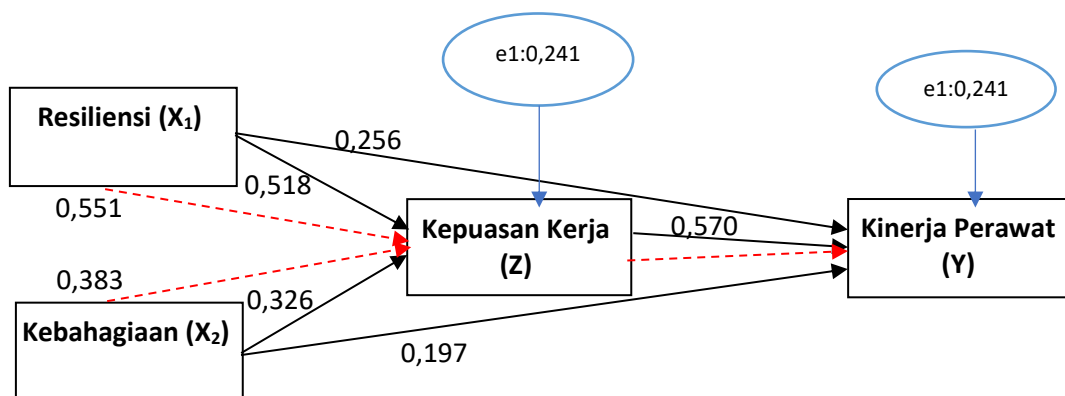 e1:0,241
e1:0,241
Resiliensi (X₁)
0,256
0,518
0,551
Kepuasan Kerja
(Z)
0,570
Kinerja Perawat
(Y)
0,383
0,326
Kebahagiaan (X₂)
0,197